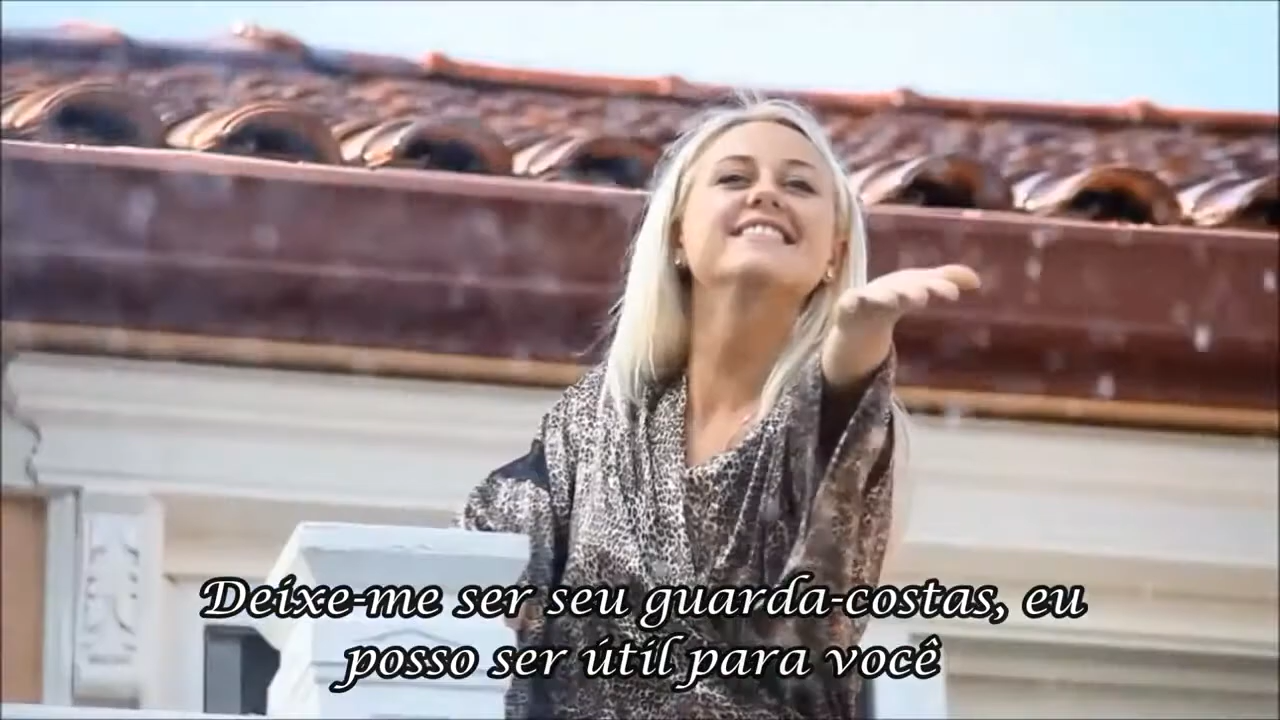 Deixe-me ser seu guarda-costas, eu
posso ser útil para você